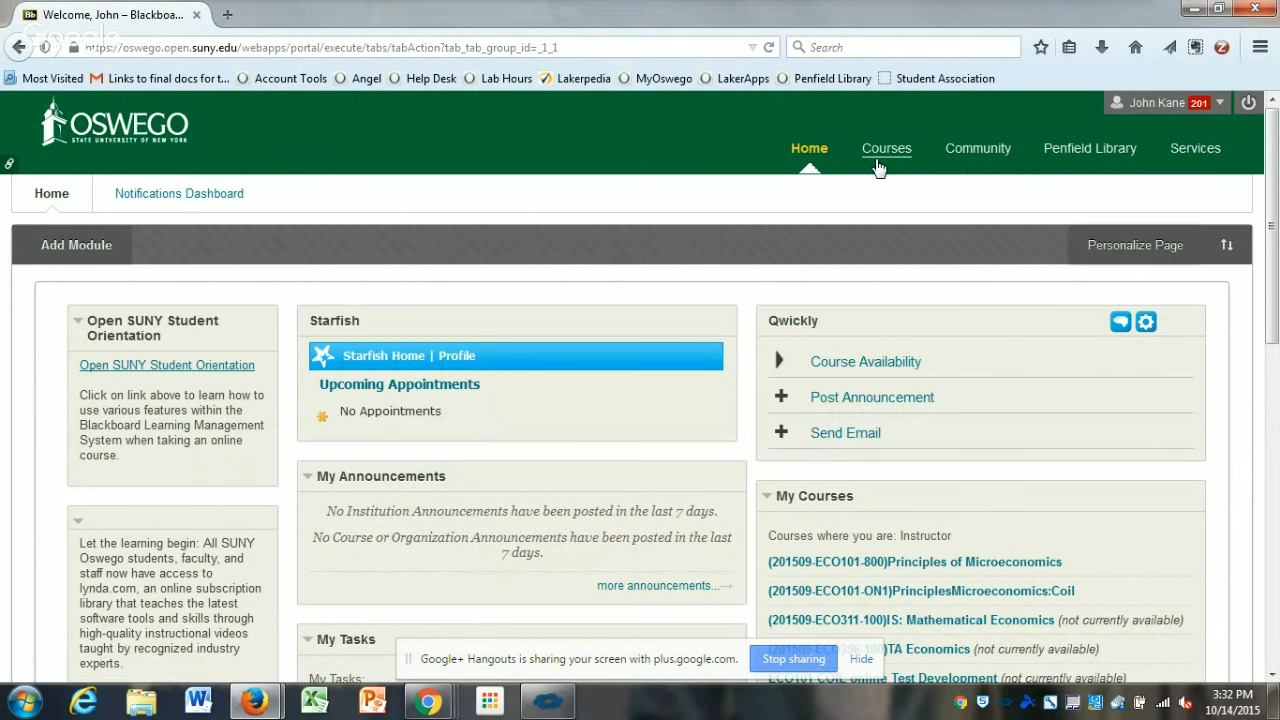 Bb Welcome, John – Blackboa...
Google
https://oswego.open.suny.edu/webapps/portal/execute/tabs/tabAction?tab_tab_group_id=_1_1
Search
Most Visited Links to final docs for t... Account Tools Angel Help Desk Lab Hours Lakerpedia MyOswego LakerApps Penfield Library Student Association
John Kane 201
OSWEGO
STATE UNIVERSITY OF NEW YORK
Home Courses Community Penfield Library Services
Home Notifications Dashboard
Add Module
Personalize Page
Open SUNY Student
Orientation
Open SUNY Student Orientation
Click on link above to learn how to
use various features within the
Blackboard Learning Management
System when taking an online
course.
Let the learning begin: All SUNY
Oswego students, faculty, and
staff now have access to
lynda.com, an online subscription
library that teaches the latest
software tools and skills through
high-quality instructional videos
taught by recognized industry
experts.
Starfish
Starfish Home | Profile
Upcoming Appointments
No Appointments
My Announcements
No Institution Announcements have been posted in the last 7 days.
No Course or Organization Announcements have been posted in the last
7 days.
more announcements...
My Tasks
My Tasks:
Qwickly
Course Availability
Post Announcement
Send Email
My Courses
Courses where you are: Instructor
(201509-ECO101-800)Principles of Microeconomics
(201509-ECO101-ON1)PrinciplesMicroeconomics:Coil
(201509-ECO311-100)IS: Mathematical Economics (not currently available)
(201503-ECO396-100)TA Economics (not currently available)
ECO101 COIL online Test Development (not currently available)
Google+ Hangouts is sharing your screen with plus.google.com. Stop sharing Hide
3:32 PM
10/14/2015